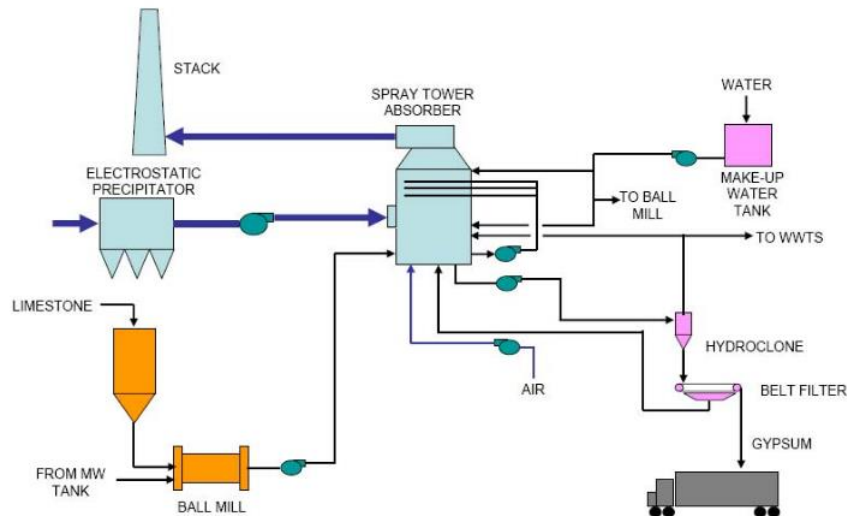 STACK
SPRAY TOWER
ABSORBER
WATER
ELECTROSTATIC
PRECIPITATOR
MAKE-UP
WATER
TANK
TO BALL
MILL
TO WWTS
LIMESTONE
HYDROCLONE
AIR
BELT FILTER
GYPSUM
FROM MW
TANK
BALL MILL